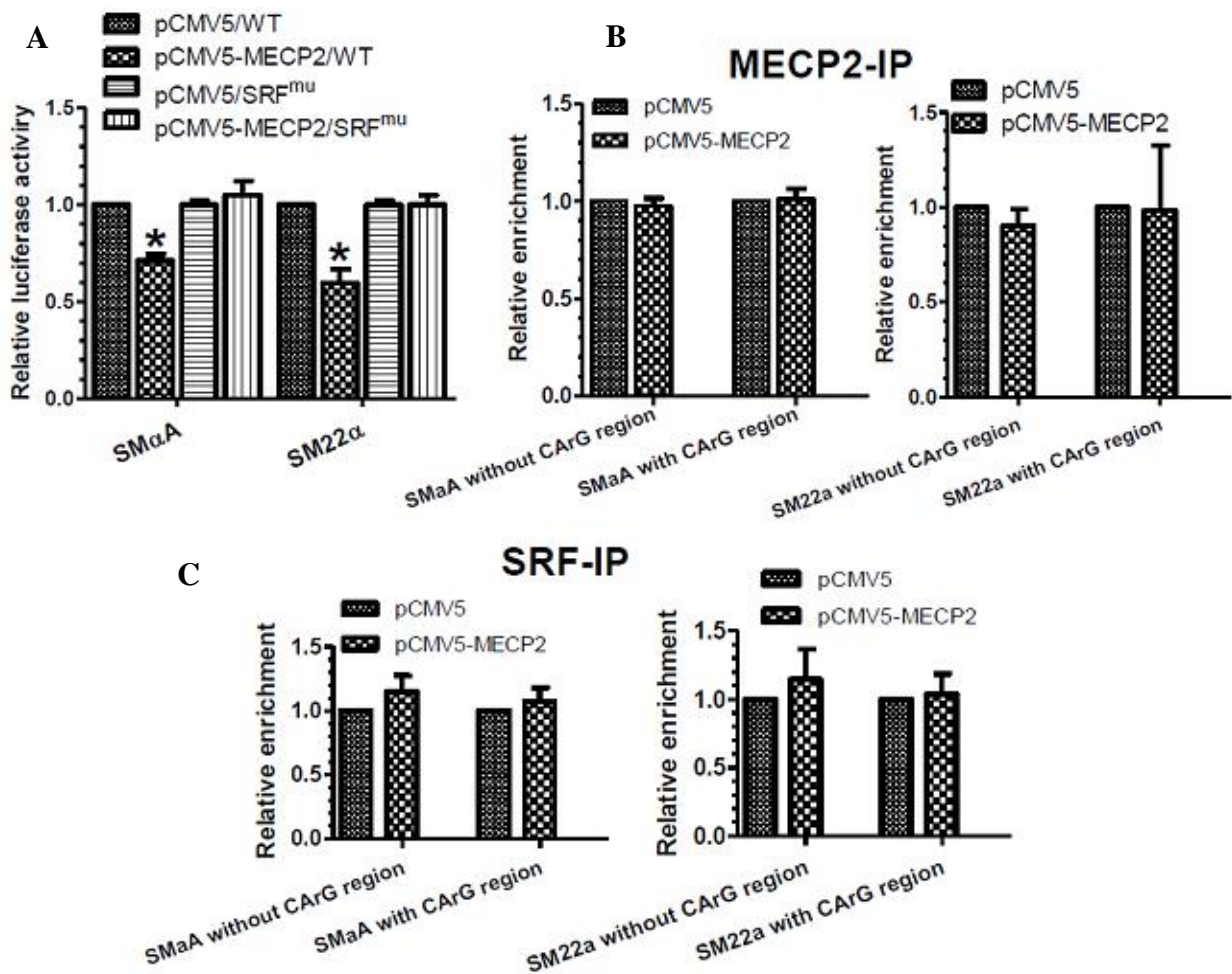 A
pCMV5/WT
pCMV5-MECP2/WT
pCMV5/SRFmu
pCMV5-MECP2/SRFmu
Relative luciferase activiry
1.5
1.0
0.5
0.0
*
*
SMαA
SM22α
B
MECP2-IP
pCMV5
pCMV5-MECP2
Relative enrichment
1.5
1.0
0.5
0.0
SMaA without CArG region
SMaA with CArG region
pCMV5
pCMV5-MECP2
Relative enrichment
1.5
1.0
0.5
0.0
SM22a without CArG region
SM22a with CArG region
C
SRF-IP
pCMV5
pCMV5-MECP2
Relative enrichment
1.5
1.0
0.5
0.0
SMaA without CArG region
SMaA with CArG region
pCMV5
pCMV5-MECP2
Relative enrichment
1.5
1.0
0.5
0.0
SM22a without CArG region
SM22a with CArG region